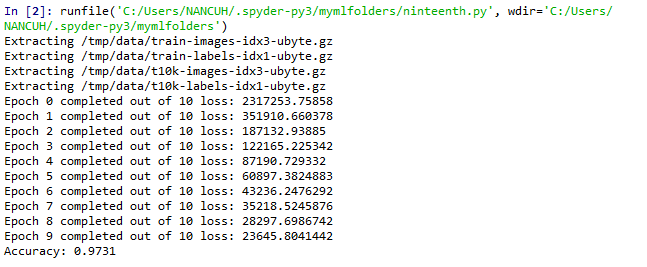 In [2]: runfile('C:/Users/NANCUH/.spyder-py3/mymlfolders/ninteenth.py', wdir='C:/Users/
NANCUH/.spyder-py3/mymlfolders')
Extracting /tmp/data/train-images-idx3-ubyte.gz
Extracting /tmp/data/train-labels-idx1-ubyte.gz
Extracting /tmp/data/t10k-images-idx3-ubyte.gz
Extracting /tmp/data/t10k-labels-idx1-ubyte.gz
Epoch 0 completed out of 10 loss: 2317253.75858
Epoch 1 completed out of 10 loss: 351910.660378
Epoch 2 completed out of 10 loss: 187132.93885
Epoch 3 completed out of 10 loss: 122165.225342
Epoch 4 completed out of 10 loss: 87190.729332
Epoch 5 completed out of 10 loss: 60897.3824883
Epoch 6 completed out of 10 loss: 43236.2476292
Epoch 7 completed out of 10 loss: 35218.5245876
Epoch 8 completed out of 10 loss: 28297.6986742
Epoch 9 completed out of 10 loss: 23645.8041442
Accuracy: 0.9731